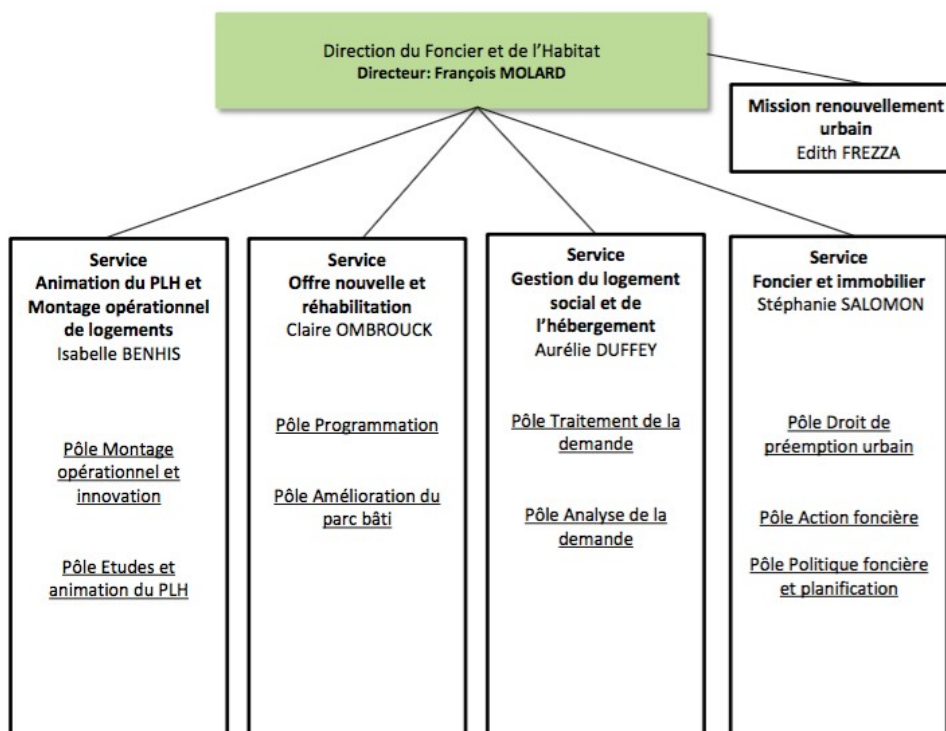 Direction du Foncier et de l'Habitat
Directeur: François MOLARD
Mission renouvellement
urbain
Edith FREZZA
Service
Animation du PLH et
Montage opérationnel
de logements
Isabelle BENHIS
Pôle Montage
opérationnel et
innovation
Pôle Etudes et
animation du PLH
Service
Offre nouvelle et
réhabilitation
Claire OMBROUCK
Pôle Programmation
Pôle Amélioration du
parc bâti
Service
Gestion du logement
social et de
l'hébergement
Aurélie DUFFEY
Pôle Traitement de la
demande
Pôle Analyse de la
demande
Service
Foncier et immobilier
Stéphanie SALOMON
Pôle Droit de
préemption urbain
Pôle Action foncière
Pôle Politique foncière
et planification